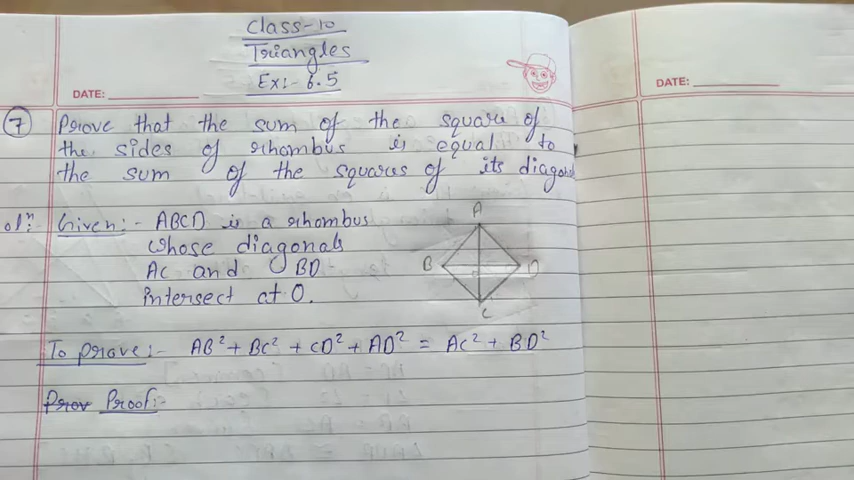 Class-10
Triangles
Ex:- 6.5
DATE:
DATE:
7 Prove that the sum of the square of
the sides of rhombus is equal to
the sum of the squares of its diagonal
olⁿ: Given:- ABCD is a rhombus
whose diagonals
AC and BD
intersect at O.
A
B
D
C
To prove:- AB² + BC² + CD² + AD² = AC² + BD²
Prov Proof:-